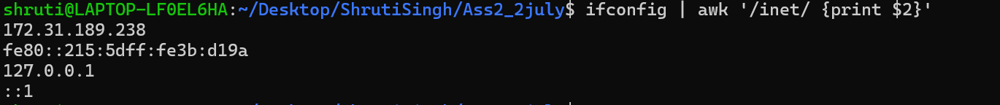 shruti@LAPTOP-LF0EL6HA:~/Desktop/ShrutiSingh/Ass2_2july$ ifconfig | awk '/inet/ {print $2}'
172.31.189.238
fe80::215:5dff:fe3b:d19a
127.0.0.1
::1